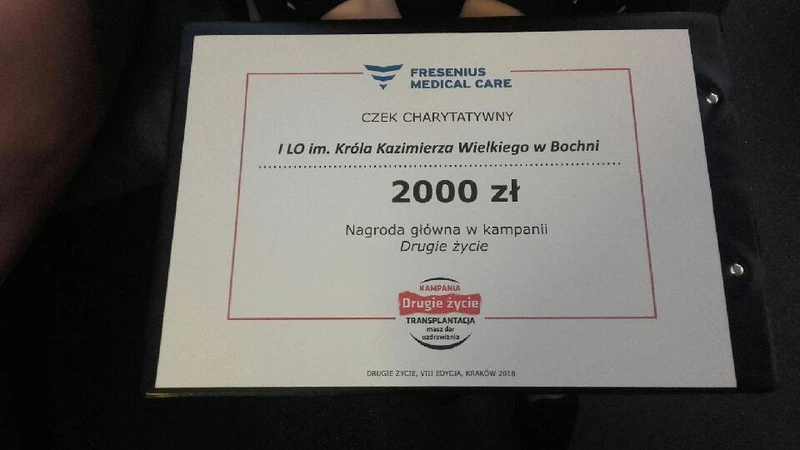 FRESENIUS
MEDICAL CARE
CZEK CHARYTATYWNY
I LO im. Króla Kazimierza Wielkiego w Bochni
2000 zł
Nagroda główna w kampanii
Drugie życie
KAMPANIA
Drugie życie
TRANSPLANTACJA
masz dar
uzdrawiania
DRUGIE ŻYCIE, VIII EDYCJA, KRAKÓW 2018